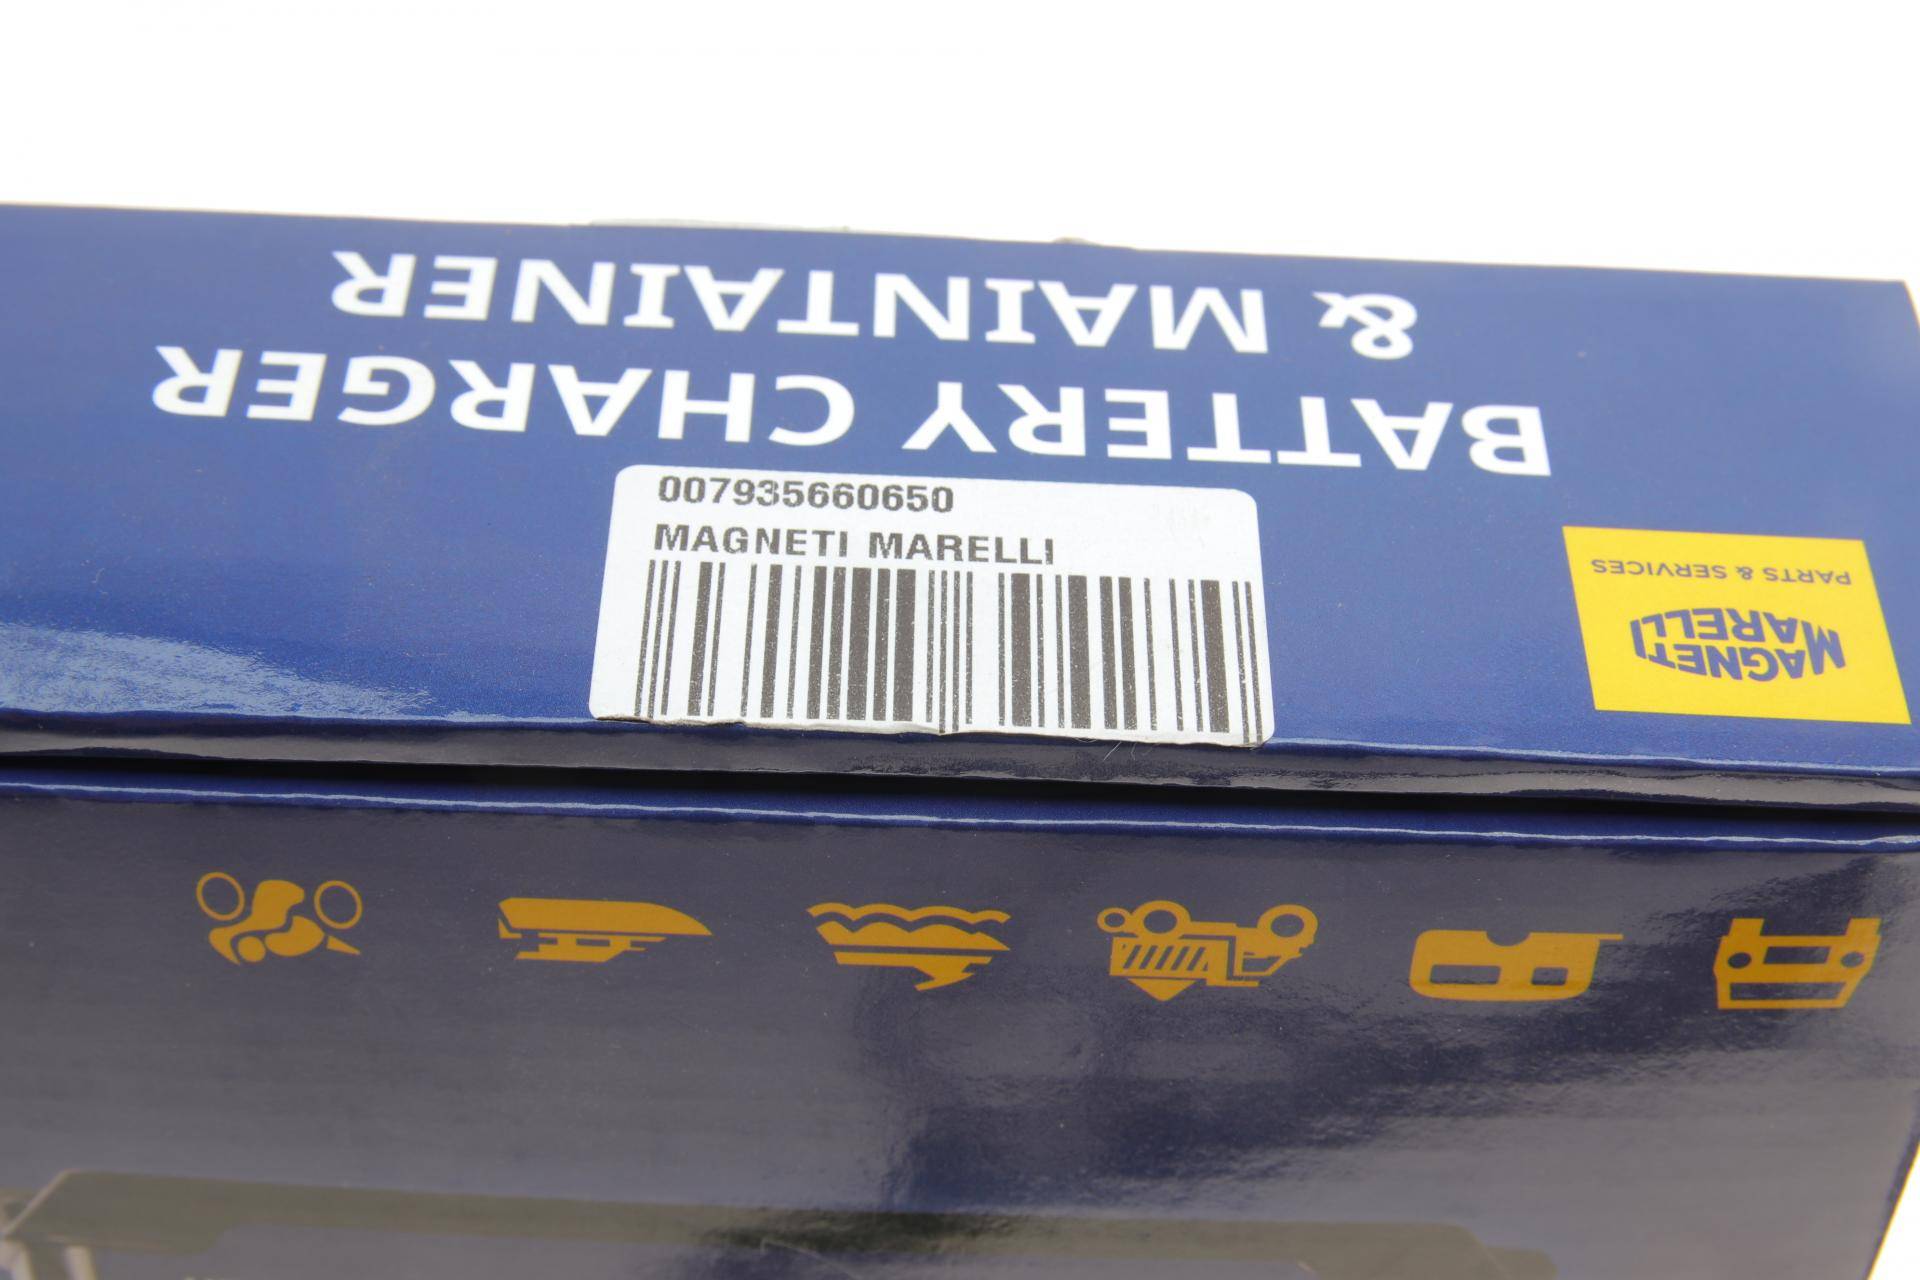 BATTERY CHARGER
& MAINTAINER
007935660650
MAGNETI MARELLI
MAGNETI
MARELLI
PARTS & SERVICES